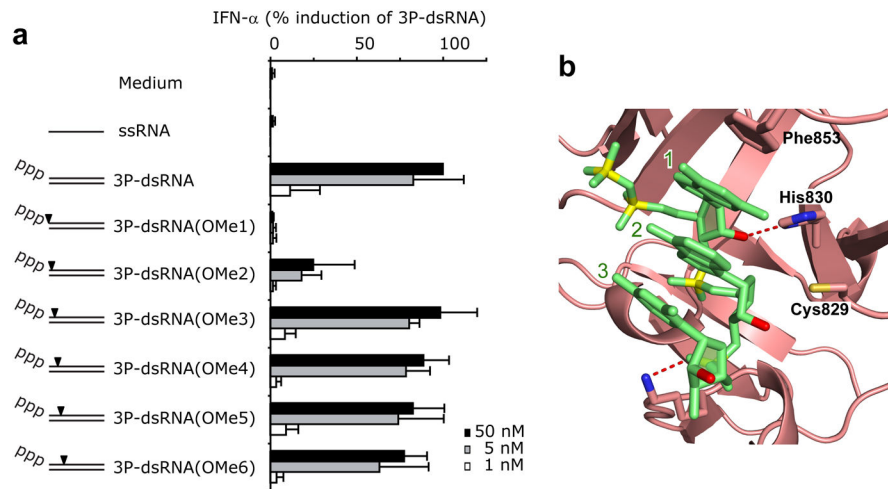 a
IFN-α (% induction of 3P-dsRNA)
0 50 100
Medium
ssRNA
ppp 3P-dsRNA
ppp 3P-dsRNA(OMe1)
ppp 3P-dsRNA(OMe2)
ppp 3P-dsRNA(OMe3)
ppp 3P-dsRNA(OMe4)
ppp 3P-dsRNA(OMe5)
ppp 3P-dsRNA(OMe6)
50 nM
5 nM
1 nM
b
Phe853
1
His830
2
3
Cys829